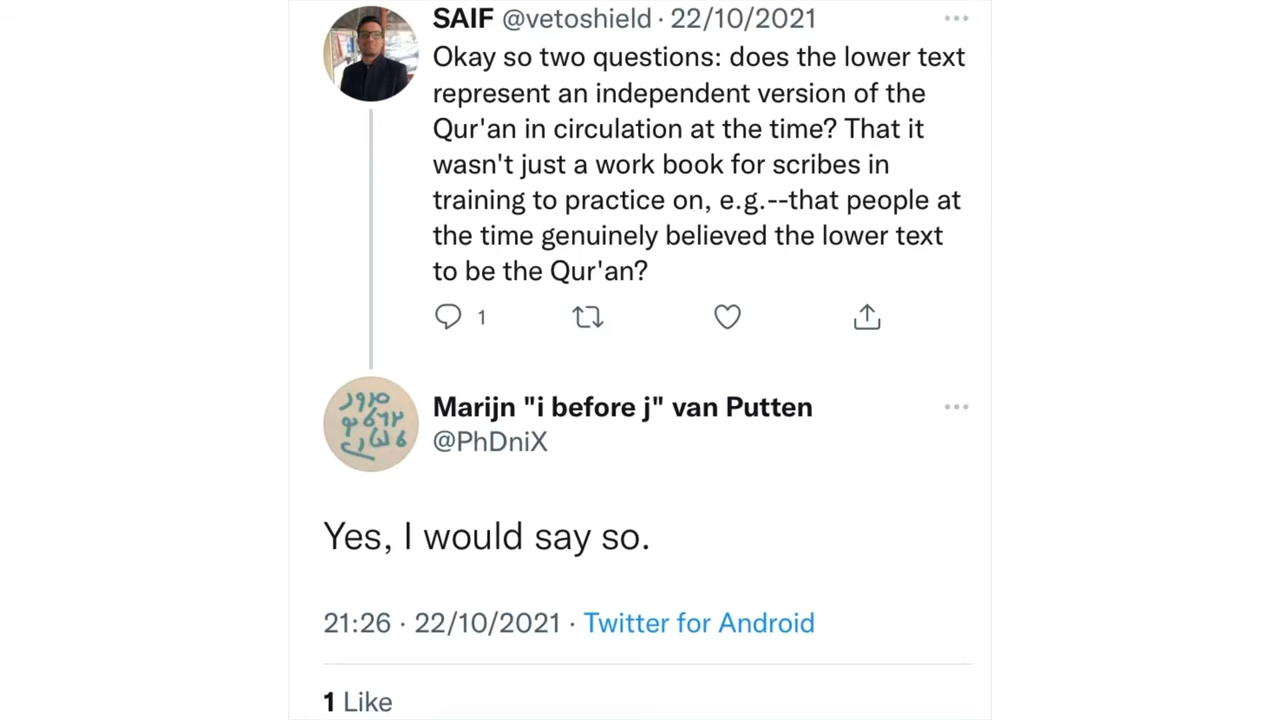 SAIF @vetoshield · 22/10/2021
Okay so two questions: does the lower text
represent an independent version of the
Qur'an in circulation at the time? That it
wasn't just a work book for scribes in
training to practice on, e.g.--that people at
the time genuinely believed the lower text
to be the Qur'an?
1
Marijn "i before j" van Putten
@PhDniX
Yes, I would say so.
21:26 · 22/10/2021 · Twitter for Android
1 Like